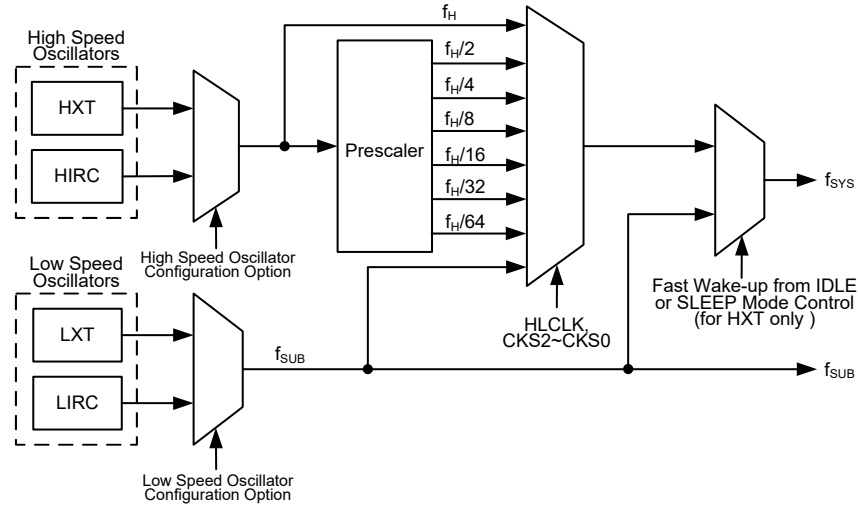 High Speed
Oscillators
HXT
HIRC
High Speed Oscillator
Configuration Option
Low Speed
Oscillators
LXT
LIRC
Low Speed Oscillator
Configuration Option
Prescaler
fH
fH/2
fH/4
fH/8
fH/16
fH/32
fH/64
HLCLK,
CKS2~CKS0
fSUB
fSYS
Fast Wake-up from IDLE
or SLEEP Mode Control
(for HXT only )
fSUB